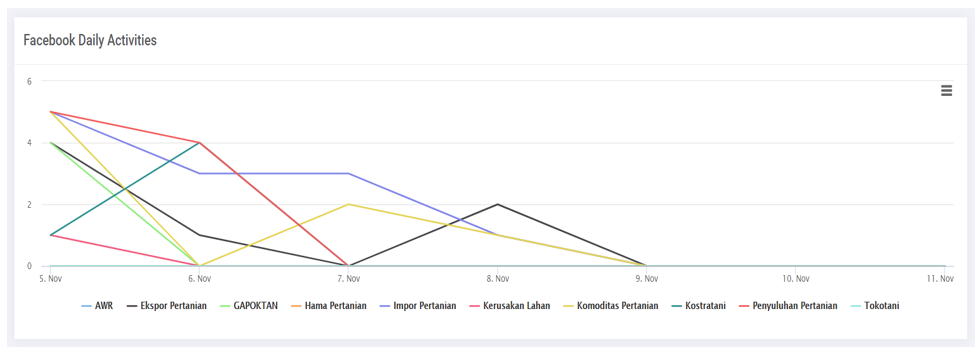 Facebook Daily Activities
6
4
2
0
5. Nov 6. Nov 7. Nov 8. Nov 9. Nov 10. Nov 11. Nov
AWR Ekspor Pertanian GAPOKTAN Hama Pertanian Impor Pertanian Kerusakan Lahan Komoditas Pertanian Kostratani Penyuluhan Pertanian Tokotani